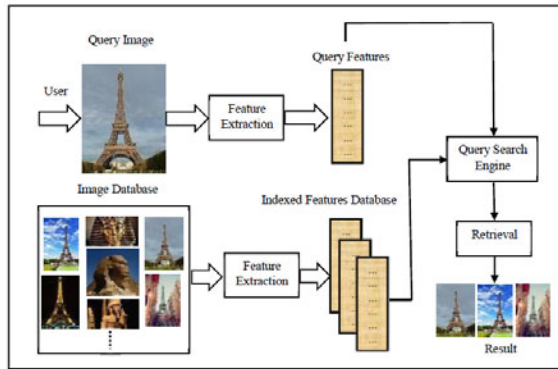 Query Image
Query Features
User
Feature
Extraction
Query Search
Engine
Image Database
Indexed Features Database
Feature
Extraction
Retrieval
Result